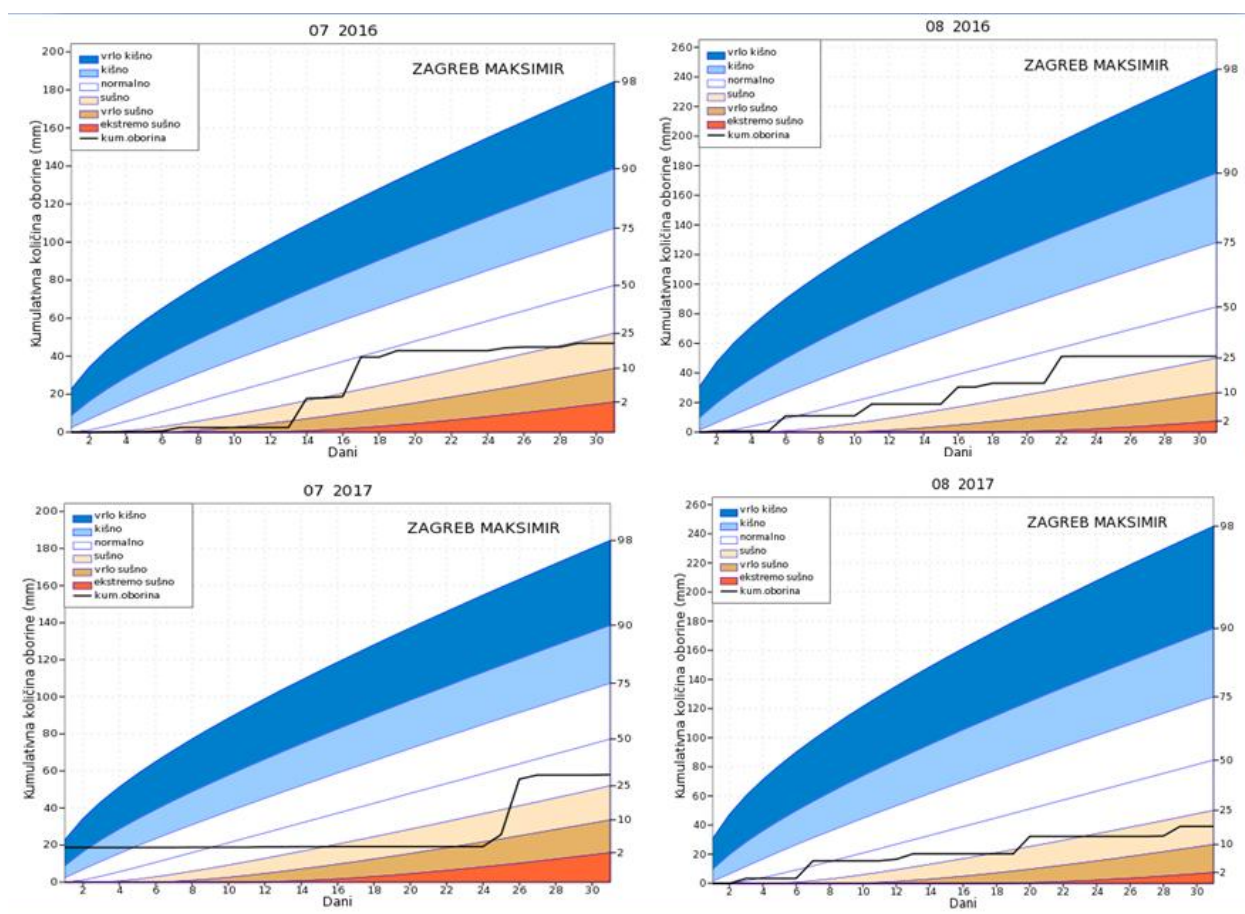 07 2016
ZAGREB MAKSIMIR
vrlo kišno
kišno
normalno
sušno
vrlo sušno
ekstremo sušno
kum.oborina
Kumulativna količina oborine (mm)
200
180
160
140
120
100
80
60
40
20
0
98
90
75
50
25
10
2
2 4 6 8 10 12 14 16 18 20 22 24 26 28 30
Dani
08 2016
ZAGREB MAKSIMIR
vrlo kišno
kišno
normalno
sušno
vrlo sušno
ekstremo sušno
kum.oborina
Kumulativna količina oborine (mm)
260
240
220
200
180
160
140
120
100
80
60
40
20
0
98
90
75
50
25
10
2
2 4 6 8 10 12 14 16 18 20 22 24 26 28 30
Dani
07 2017
ZAGREB MAKSIMIR
vrlo kišno
kišno
normalno
sušno
vrlo sušno
ekstremo sušno
kum.oborina
Kumulativna količina oborine (mm)
200
180
160
140
120
100
80
60
40
20
0
98
90
75
50
25
10
2
2 4 6 8 10 12 14 16 18 20 22 24 26 28 30
Dani
08 2017
ZAGREB MAKSIMIR
vrlo kišno
kišno
normalno
sušno
vrlo sušno
ekstremo sušno
kum.oborina
Kumulativna količina oborine (mm)
260
240
220
200
180
160
140
120
100
80
60
40
20
0
98
90
75
50
25
10
2
2 4 6 8 10 12 14 16 18 20 22 24 26 28 30
Dani